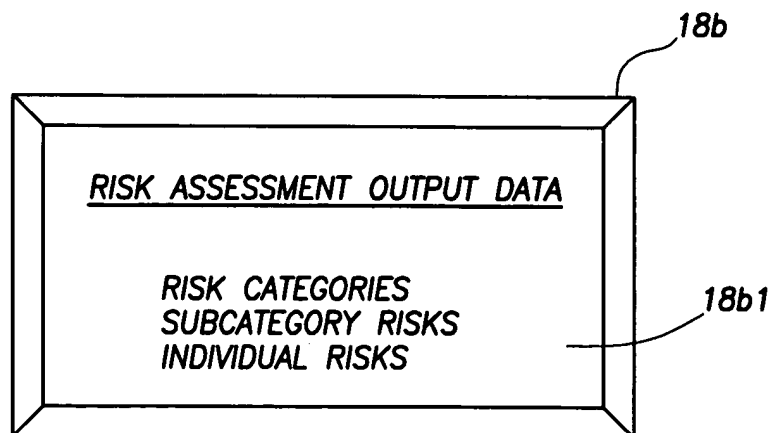 18b
RISK ASSESSMENT OUTPUT DATA
RISK CATEGORIES
SUBCATEGORY RISKS
INDIVIDUAL RISKS
18b1